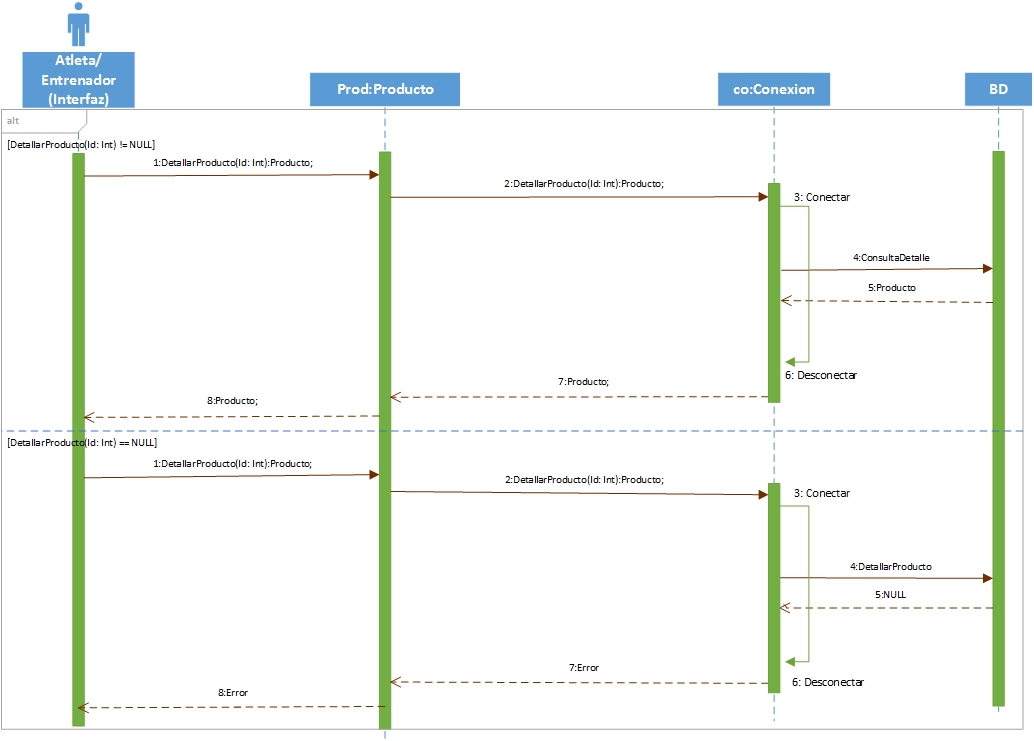 Atleta/
Entrenador
(Interfaz)
Prod:Producto
co:Conexion
BD
alt
[DetallarProducto(Id: Int) != NULL]
1:DetallarProducto(Id: Int):Producto;
2:DetallarProducto(Id: Int):Producto;
3: Conectar
4:ConsultaDetalle
5:Producto
6: Desconectar
7:Producto;
8:Producto;
[DetallarProducto(Id: Int) == NULL]
1:DetallarProducto(Id: Int):Producto;
2:DetallarProducto(Id: Int):Producto;
3: Conectar
4:DetallarProducto
5:NULL
7:Error
6: Desconectar
8:Error